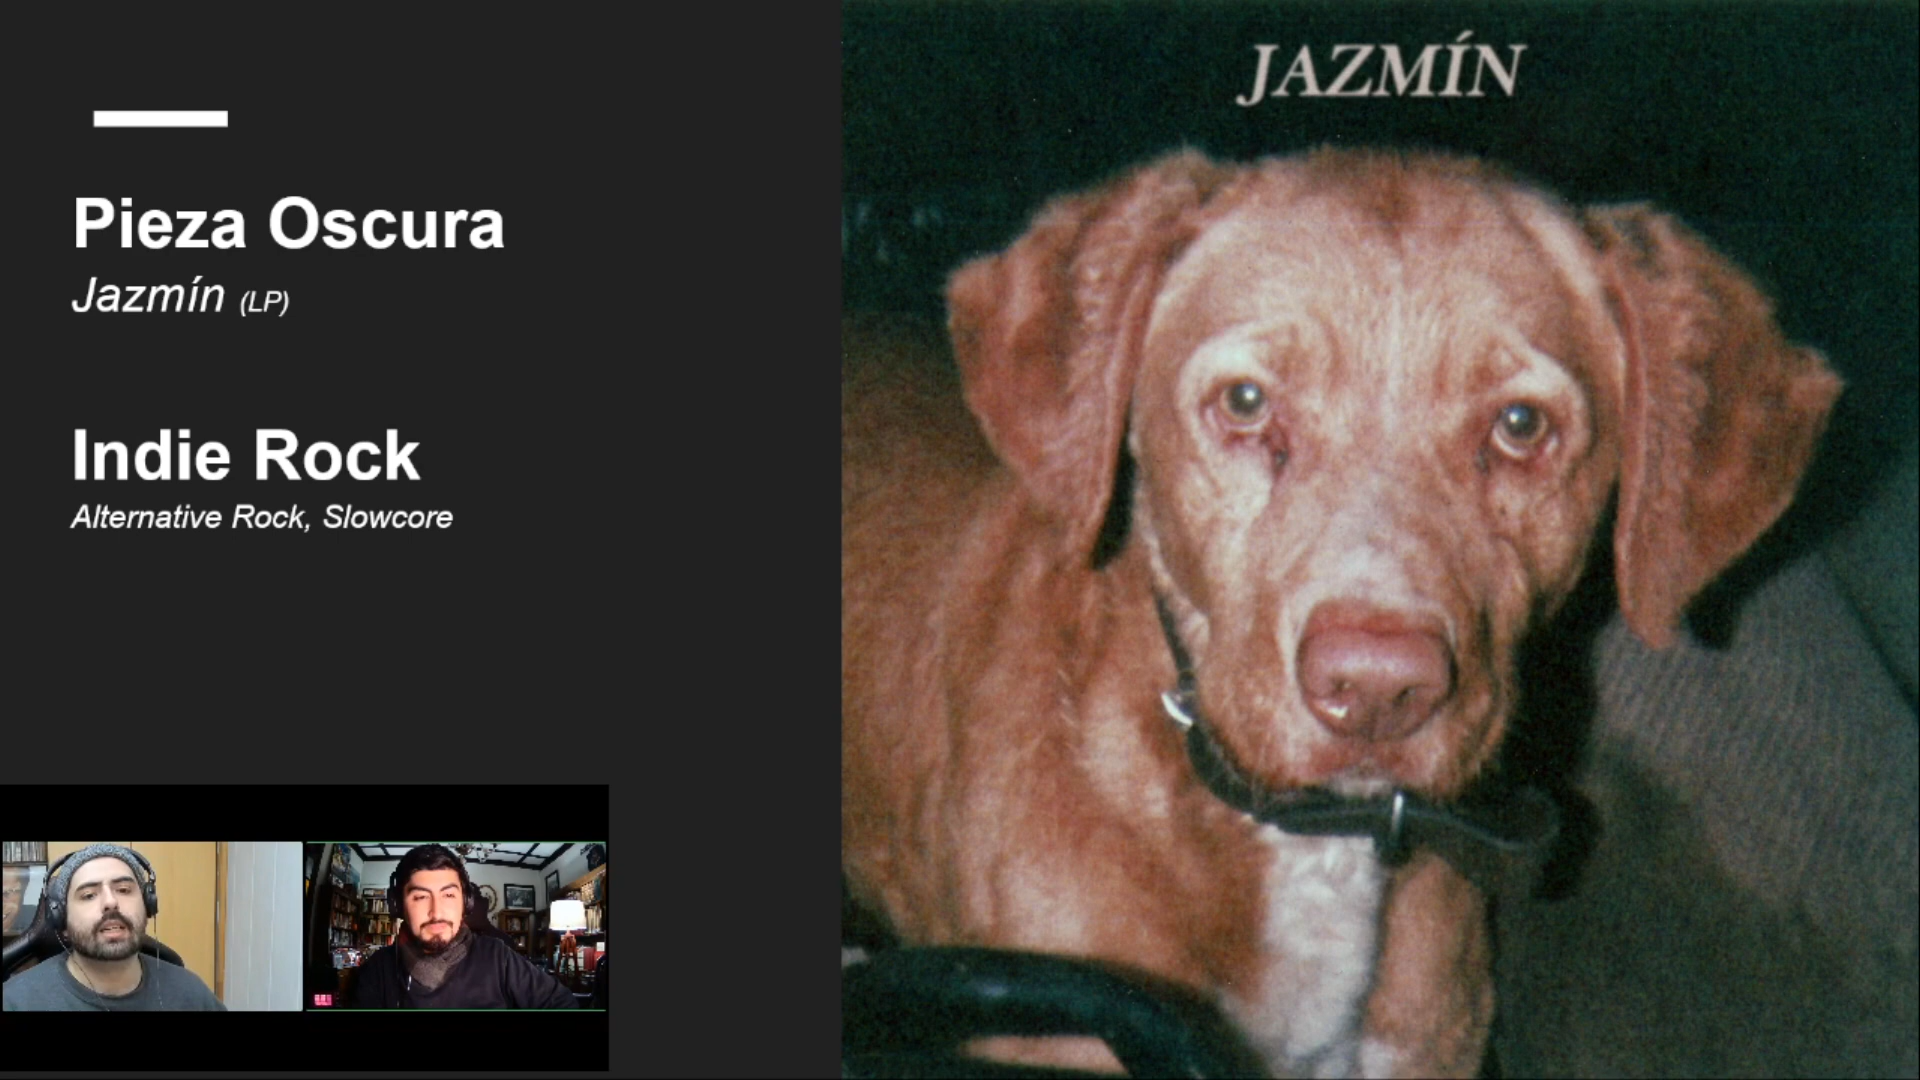 Pieza Oscura
Jazmín (LP)
Indie Rock
Alternative Rock, Slowcore
JAZMÍN